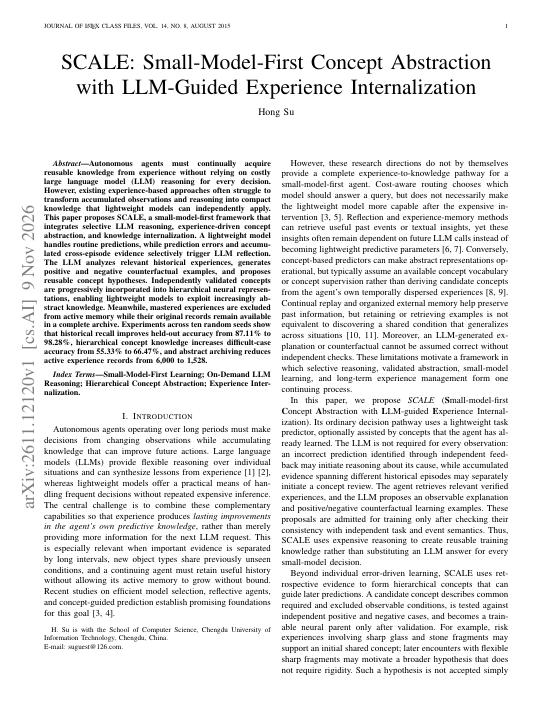 JOURNAL OF LATEX CLASS FILES, VOL. 14, NO. 8, AUGUST 2015
1
SCALE: Small-Model-First Concept Abstraction
with LLM-Guided Experience Internalization
Hong Su
arXiv:2611.12120v1 [cs.AI] 9 Nov 2026
Abstract—Autonomous agents must continually acquire
reusable knowledge from experience without relying on costly
large language model (LLM) reasoning for every decision.
However, existing experience-based approaches often struggle to
transform accumulated observations and reasoning into compact
knowledge that lightweight models can independently apply.
This paper proposes SCALE, a small-model-first framework that
integrates selective LLM reasoning, experience-driven concept
abstraction, and knowledge internalization. A lightweight model
handles routine predictions, while prediction errors and accumu-
lated cross-episode evidence selectively trigger LLM reflection.
The LLM analyzes relevant historical experiences, generates
positive and negative counterfactual examples, and proposes
reusable concept hypotheses. Independently validated concepts
are progressively incorporated into hierarchical neural represen-
tations, enabling lightweight models to exploit increasingly ab-
stract knowledge. Meanwhile, mastered experiences are excluded
from active memory while their original records remain available
in a complete archive. Experiments across ten random seeds show
that historical recall improves held-out accuracy from 87.11% to
98.28%, hierarchical concept knowledge increases difficult-case
accuracy from 55.33% to 66.47%, and abstract archiving reduces
active experience records from 6,000 to 1,528.
Index Terms—Small-Model-First Learning; On-Demand LLM
Reasoning; Hierarchical Concept Abstraction; Experience Inter-
nalization.
I. INTRODUCTION
Autonomous agents operating over long periods must make
decisions from changing observations while accumulating
knowledge that can improve future actions. Large language
models (LLMs) provide flexible reasoning over individual
situations and can synthesize lessons from experience [1] [2],
whereas lightweight models offer a practical means of han-
dling frequent decisions without repeated expensive inference.
The central challenge is to combine these complementary
capabilities so that experience produces lasting improvements
in the agent's own predictive knowledge, rather than merely
providing more information for the next LLM request. This
is especially relevant when important evidence is separated
by long intervals, new object types share previously unseen
conditions, and a continuing agent must retain useful history
without allowing its active memory to grow without bound.
Recent studies on efficient model selection, reflective agents,
and concept-guided prediction establish promising foundations
for this goal [3, 4].
H. Su is with the School of Computer Science, Chengdu University of
Information Technology, Chengdu, China.
E-mail: suguest@126.com.
However, these research directions do not by themselves
provide a complete experience-to-knowledge pathway for a
small-model-first agent. Cost-aware routing chooses which
model should answer a query, but does not necessarily make
the lightweight model more capable after the expensive in-
tervention [3, 5]. Reflection and experience-memory methods
can retrieve useful past events or textual insights, yet these
insights often remain dependent on future LLM calls instead of
becoming lightweight predictive parameters [6, 7]. Conversely,
concept-based predictors can make abstract representations op-
erational, but typically assume an available concept vocabulary
or concept supervision rather than deriving candidate concepts
from the agent's own temporally dispersed experiences [8, 9].
Continual replay and organized external memory help preserve
past information, but retaining or retrieving examples is not
equivalent to discovering a shared condition that generalizes
across situations [10, 11]. Moreover, an LLM-generated ex-
planation or counterfactual cannot be assumed correct without
independent checks. These limitations motivate a framework in
which selective reasoning, validated abstraction, small-model
learning, and long-term experience management form one
continuing process.
In this paper, we propose SCALE (Small-model-first
Concept Abstraction with LLM-guided Experience Internal-
ization). Its ordinary decision pathway uses a lightweight task
predictor, optionally assisted by concepts that the agent has al-
ready learned. The LLM is not required for every observation:
an incorrect prediction identified through independent feed-
back may initiate reasoning about its cause, while accumulated
evidence spanning different historical episodes may separately
initiate a concept review. The agent retrieves relevant verified
experiences, and the LLM proposes an observable explanation
and positive/negative counterfactual learning examples. These
proposals are admitted for training only after checking their
consistency with independent task and event semantics. Thus,
SCALE uses expensive reasoning to create reusable training
knowledge rather than substituting an LLM answer for every
small-model decision.
Beyond individual error-driven learning, SCALE uses ret-
rospective evidence to form hierarchical concepts that can
guide later predictions. A candidate concept describes common
required and excluded observable conditions, is tested against
independent positive and negative cases, and becomes a train-
able neural parent only after validation. For example, risk
experiences involving sharp glass and stone fragments may
support an initial shared concept; later encounters with flexible
sharp fragments may motivate a broader hypothesis that does
not require rigidity. Such a hypothesis is not accepted simply